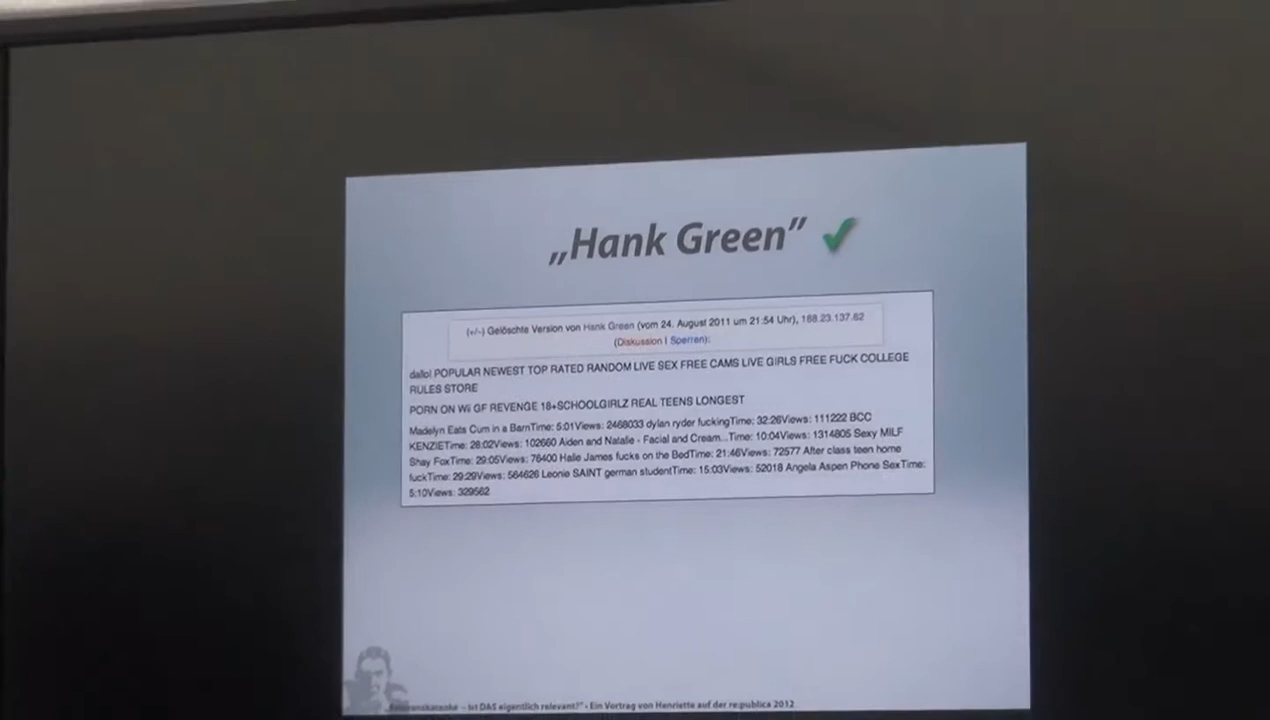 „Hank Green” ✓
(+/-) Gelöschte Version von Hank Green (vom 24. August 2011 um 21:54 Uhr), 188.23.137.62
(Diskussion | Sperren):
dallol POPULAR NEWEST TOP RATED RANDOM LIVE SEX FREE CAMS LIVE GIRLS FREE FUCK COLLEGE
RULES STORE
PORN ON Wii GF REVENGE 18+SCHOOLGIRLZ REAL TEENS LONGEST
Madelyn Eats Cum in a BarnTime: 5:01Views: 2468033 dylan ryder fuckingTime: 32:26Views: 111222 BCC
KENZIETime: 28:02Views: 102660 Aiden and Natalie - Facial and Cream...Time: 10:04Views: 1314805 Sexy MILF
Shay FoxTime: 29:05Views: 76400 Halie James fucks on the BedTime: 21:46Views: 72577 After class teen home
fuckTime: 29:29Views: 564626 Leonie SAINT german studentTime: 15:03Views: 52018 Angela Aspen Phone SexTime:
5:10Views: 329562
– Ist DAS eigentlich relevant?” • Ein Vortrag von Henriette auf der re:publica 2012